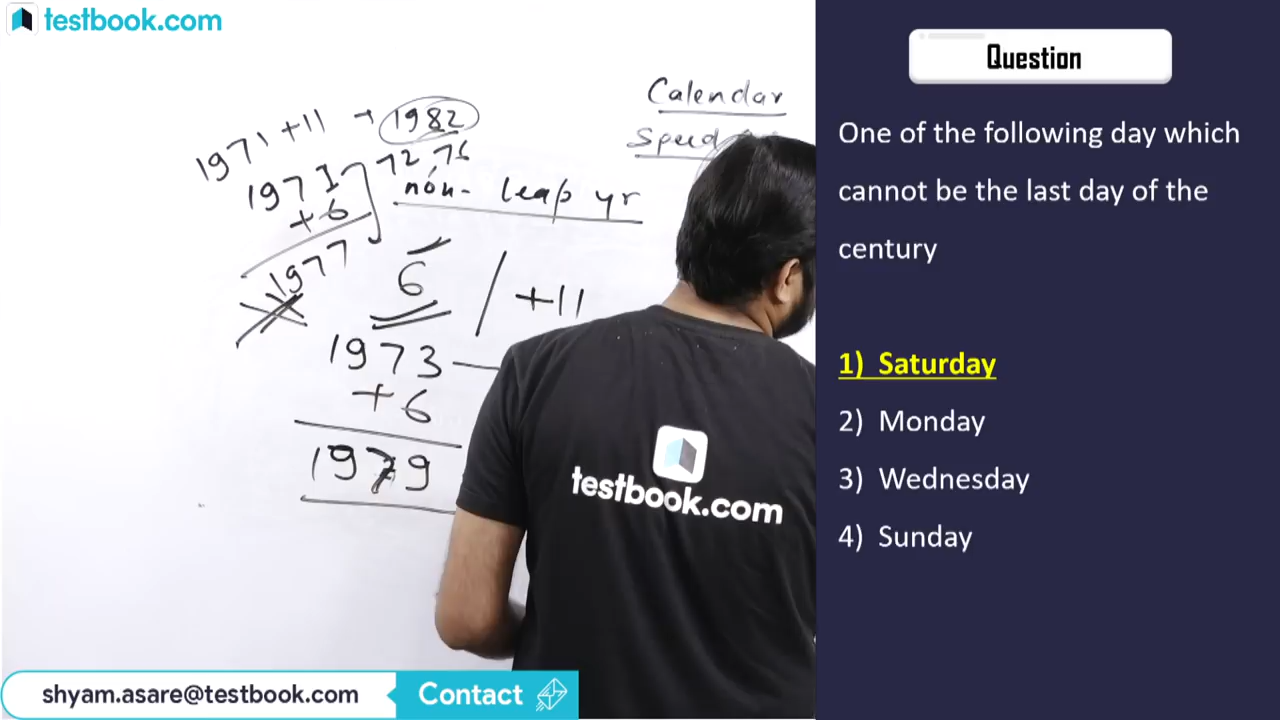 testbook.com
Calendar
Speed
1971 +11 → 1982
1971 72, 76
+6
1977
non- leap yr
6 / +11
1973
+6
1979
testbook.com
shyam.asare@testbook.com
Contact
Question
One of the following day which
cannot be the last day of the
century
1) Saturday
2) Monday
3) Wednesday
4) Sunday